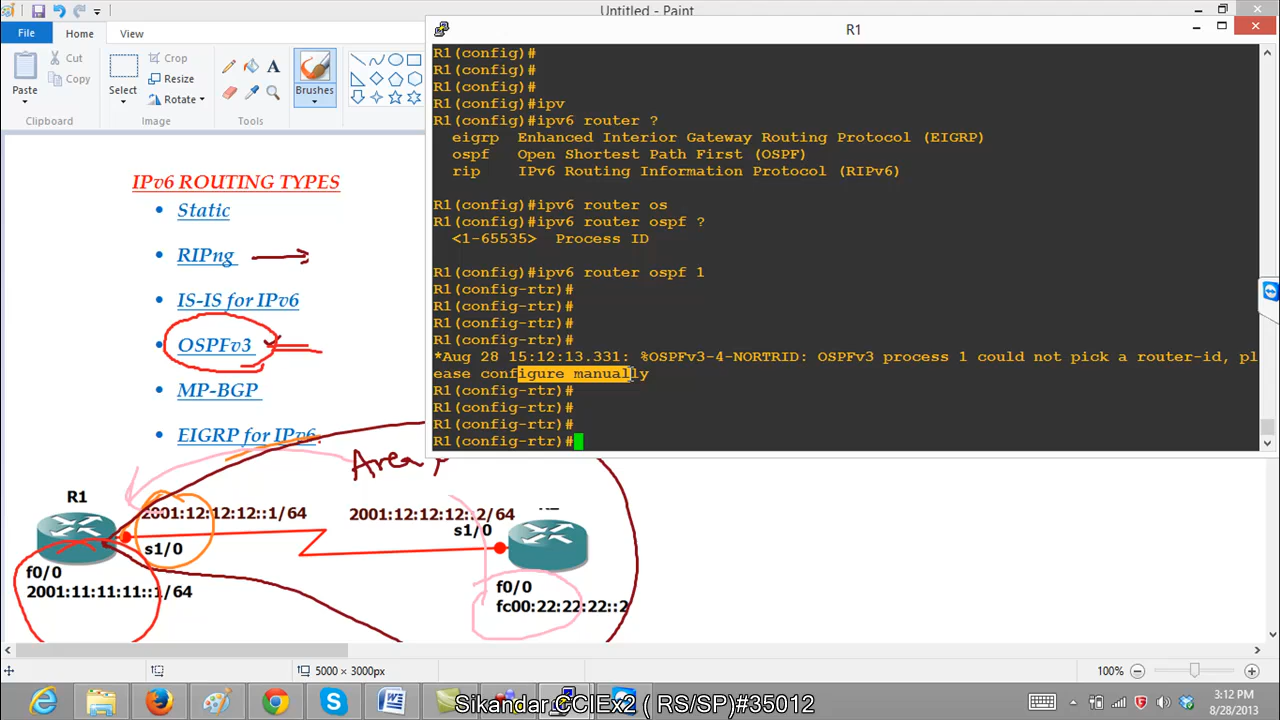 Untitled - Paint
File
Home
View
Paste
Cut
Copy
Clipboard
Select
Crop
Resize
Rotate
Image
Tools
Brushes
Shapes
R1
R1(config)#
R1(config)#
R1(config)#
R1(config)#ipv
R1(config)#ipv6 router ?
eigrp Enhanced Interior Gateway Routing Protocol (EIGRP)
ospf Open Shortest Path First (OSPF)
rip IPv6 Routing Information Protocol (RIPv6)
R1(config)#ipv6 router os
R1(config)#ipv6 router ospf ?
<1-65535> Process ID
R1(config)#ipv6 router ospf 1
R1(config-rtr)#
R1(config-rtr)#
R1(config-rtr)#
R1(config-rtr)#
*Aug 28 15:12:13.331: %OSPFv3-4-NORTRID: OSPFv3 process 1 could not pick a router-id, pl
ease configure manually
R1(config-rtr)#
R1(config-rtr)#
R1(config-rtr)#
R1(config-rtr)#
IPv6 ROUTING TYPES
• Static
• RIPng
• IS-IS for IPv6
• OSPFv3
• MP-BGP
• EIGRP for IPv6
Area
R1
2001:12:12:12::1/64
2001:12:12:12::2/64
s1/0
s1/0
f0/0
2001:11:11:11::1/64
f0/0
fc00:22:22:22::2
5000 × 3000px
100%
Sikandar CCIEx2 ( RS/SP)#35012
3:12 PM
8/28/2013